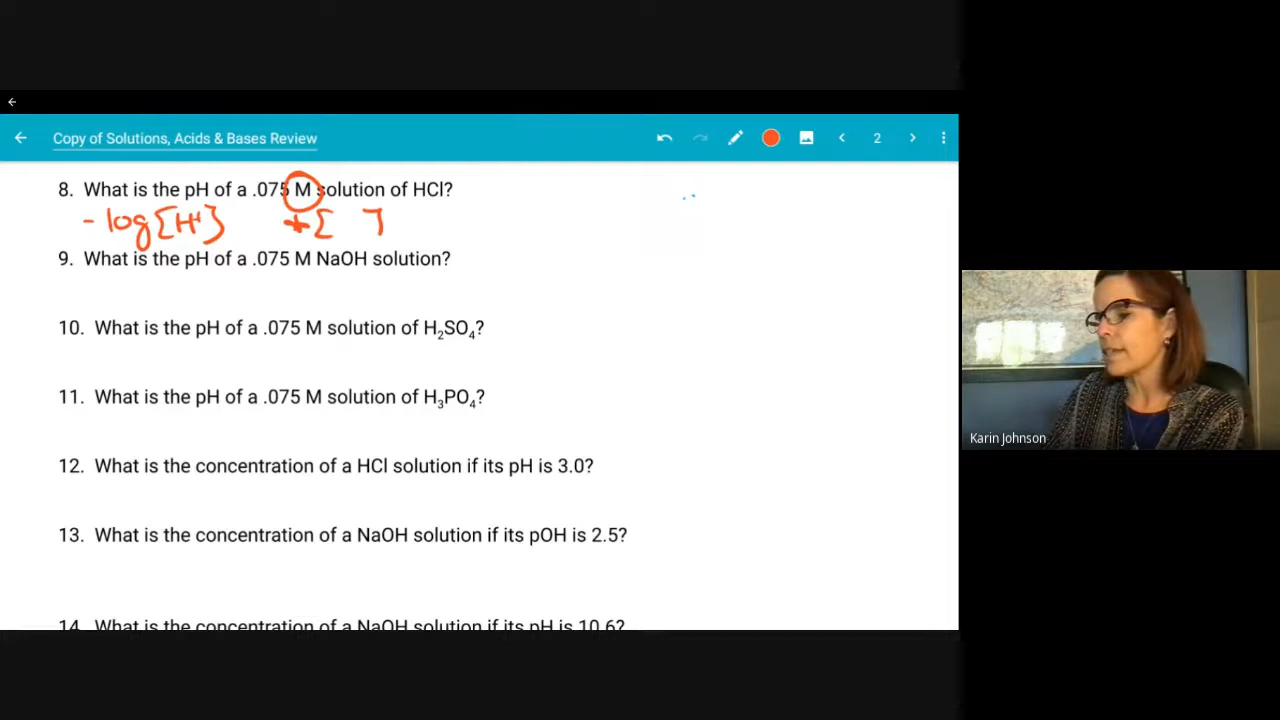 Copy of Solutions, Acids & Bases Review
2
8. What is the pH of a .075 M solution of HCl?
- log [H⁺] * [ ]
9. What is the pH of a .075 M NaOH solution?
10. What is the pH of a .075 M solution of H₂SO₄?
11. What is the pH of a .075 M solution of H₃PO₄?
12. What is the concentration of a HCl solution if its pH is 3.0?
13. What is the concentration of a NaOH solution if its pOH is 2.5?
14. What is the concentration of a NaOH solution if its pH is 10.6?
Karin Johnson